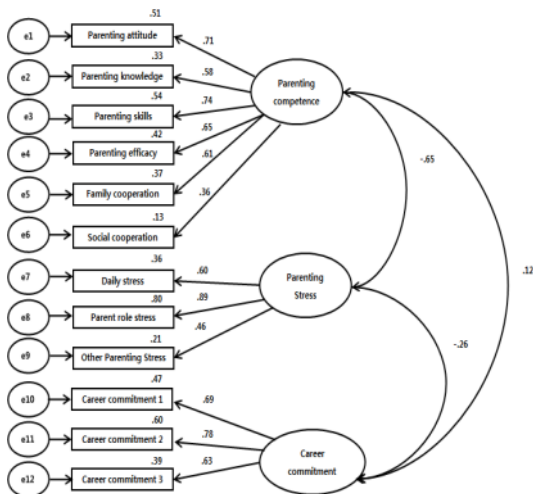 .51
e1 Parenting attitude .71
.33
e2 Parenting knowledge .58
Parenting competence
.54
e3 Parenting skills .74
.42
.65
e4 Parenting efficacy
.61
.37
e5 Family cooperation .36
.13
e6 Social cooperation
-.65
.36
e7 Daily stress .60
Parenting Stress
.12
.80
e8 Parent role stress .89
.46
.21
e9 Other Parenting Stress
-.26
.47
e10 Career commitment 1 .69
.60
e11 Career commitment 2 .78
Career commitment
.39
e12 Career commitment 3 .63